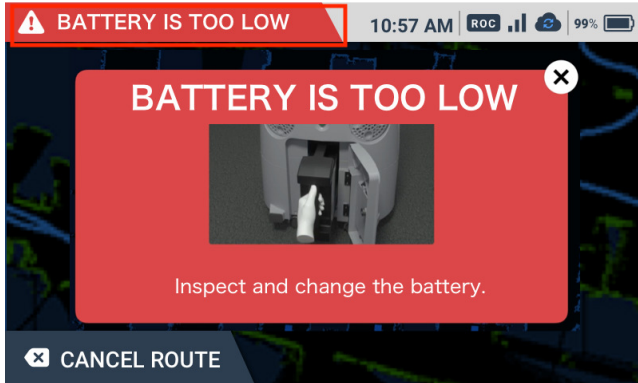 BATTERY IS TOO LOW
10:57 AM ROC 99%
BATTERY IS TOO LOW
Inspect and change the battery.
CANCEL ROUTE